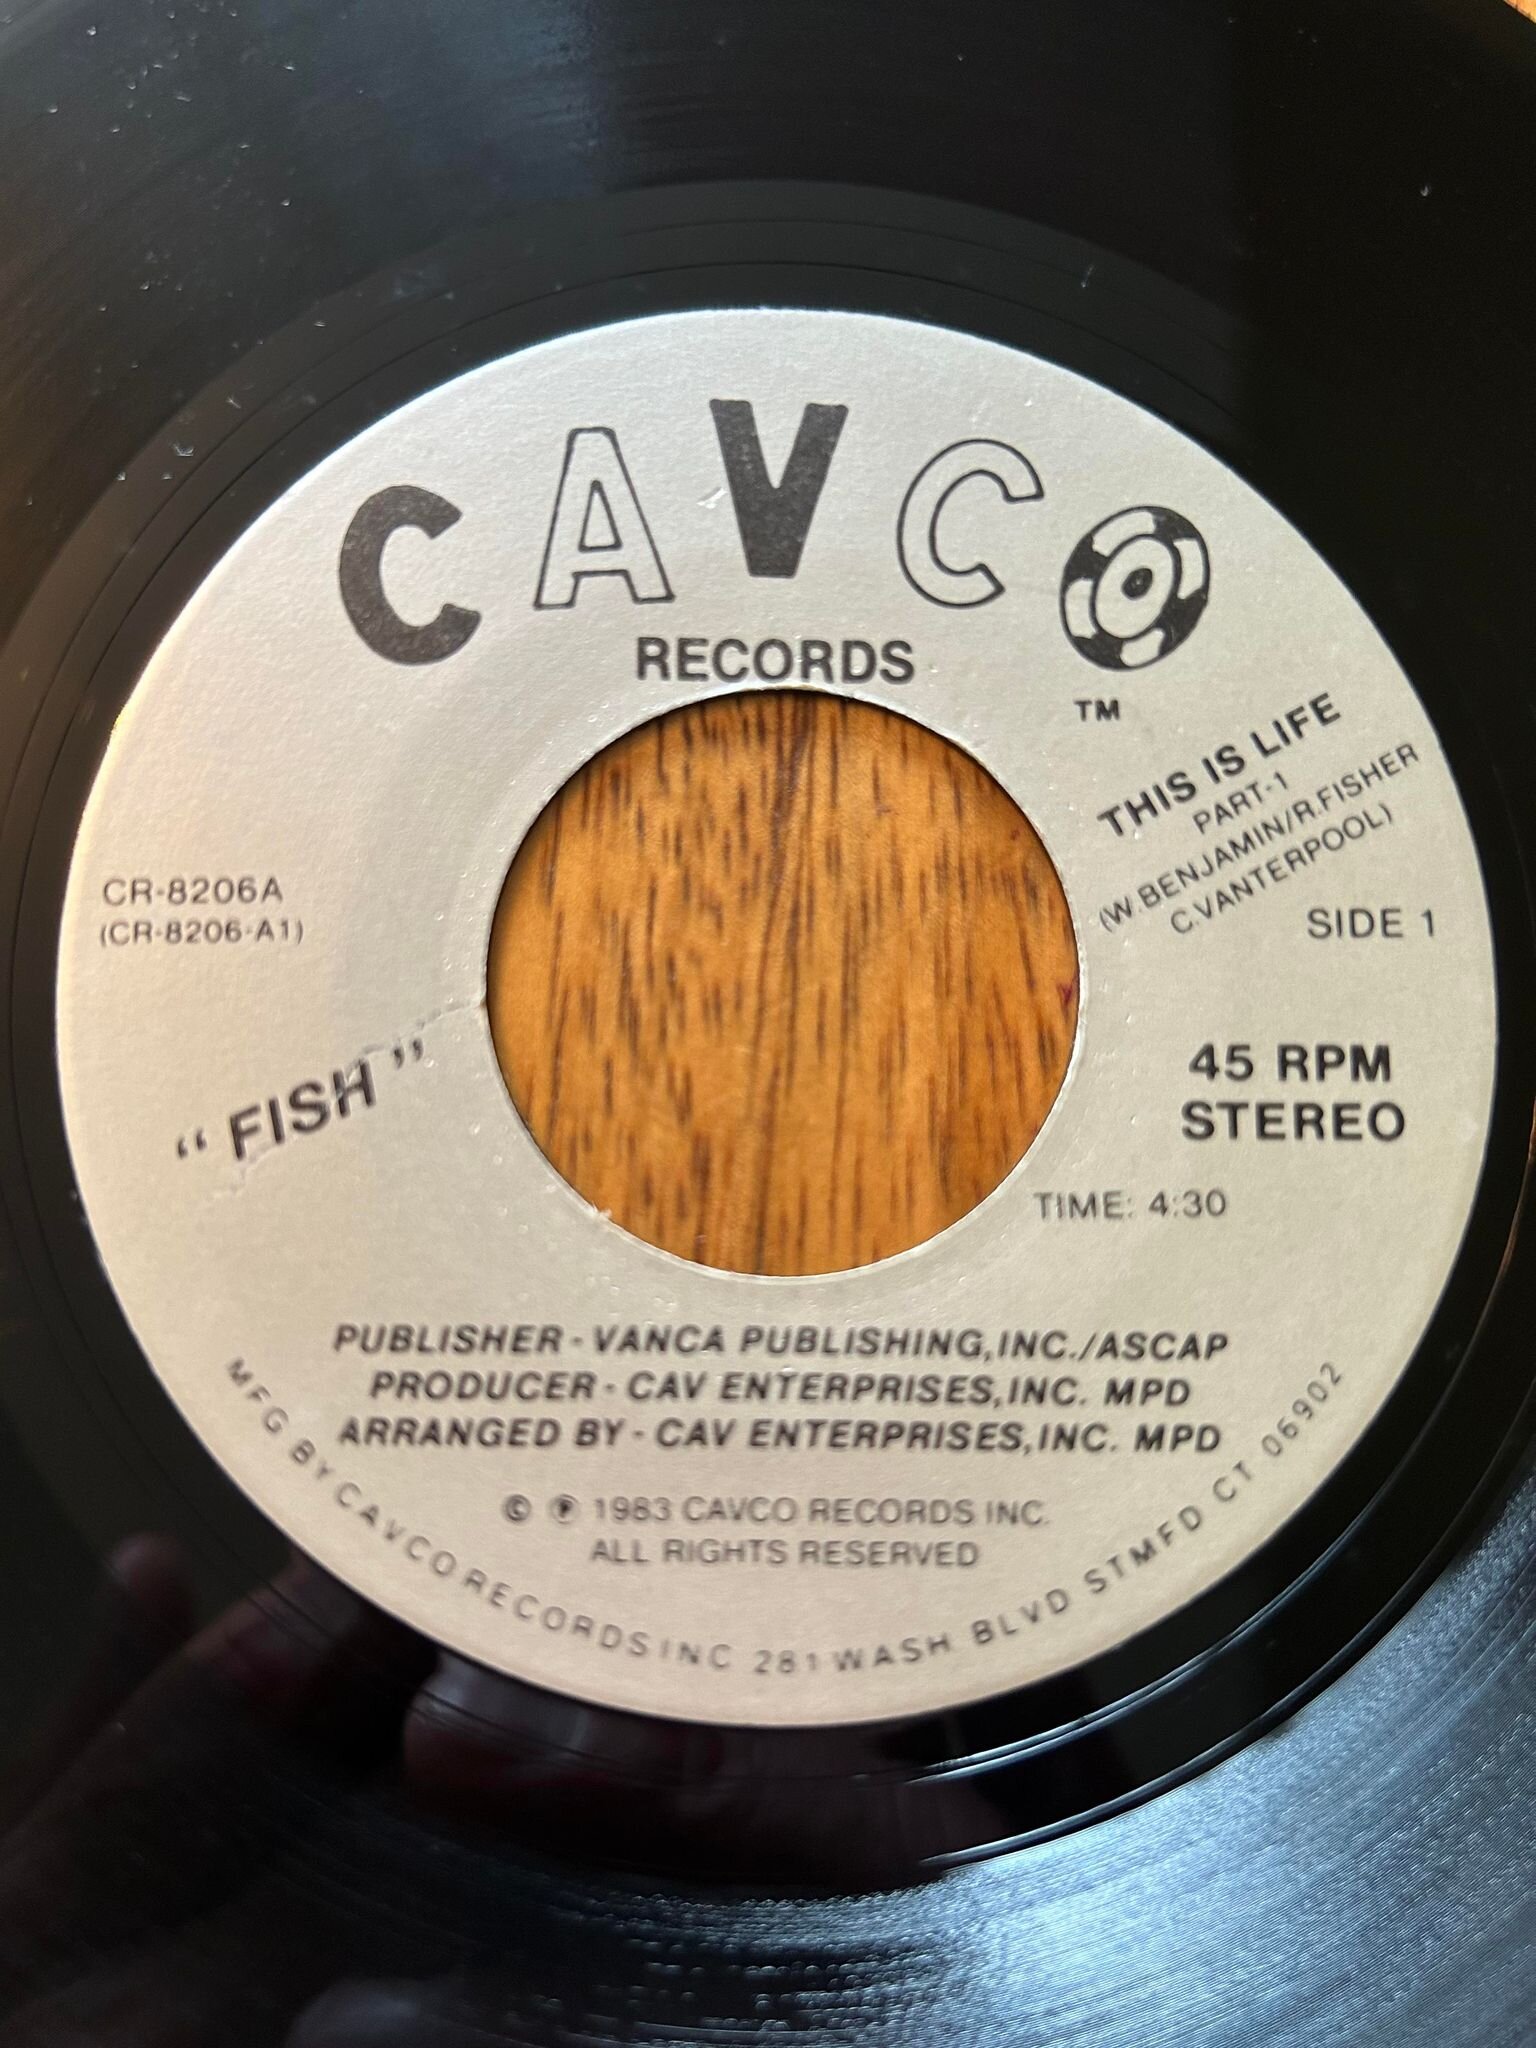 CAVCO
RECORDS
TM
THIS IS LIFE
PART-1
(W.BENJAMIN/R.FISHER
C.VANTERPOOL)
CR-8206A
(CR-8206-A1)
SIDE 1
“FISH”
45 RPM
STEREO
TIME: 4:30
PUBLISHER - VANCA PUBLISHING,INC./ASCAP
PRODUCER - CAV ENTERPRISES,INC. MPD
ARRANGED BY - CAV ENTERPRISES,INC. MPD
© ℗ 1983 CAVCO RECORDS INC.
ALL RIGHTS RESERVED
MFG BY CAVCO RECORDS INC 281 WASH BLVD STMFD CT 06902